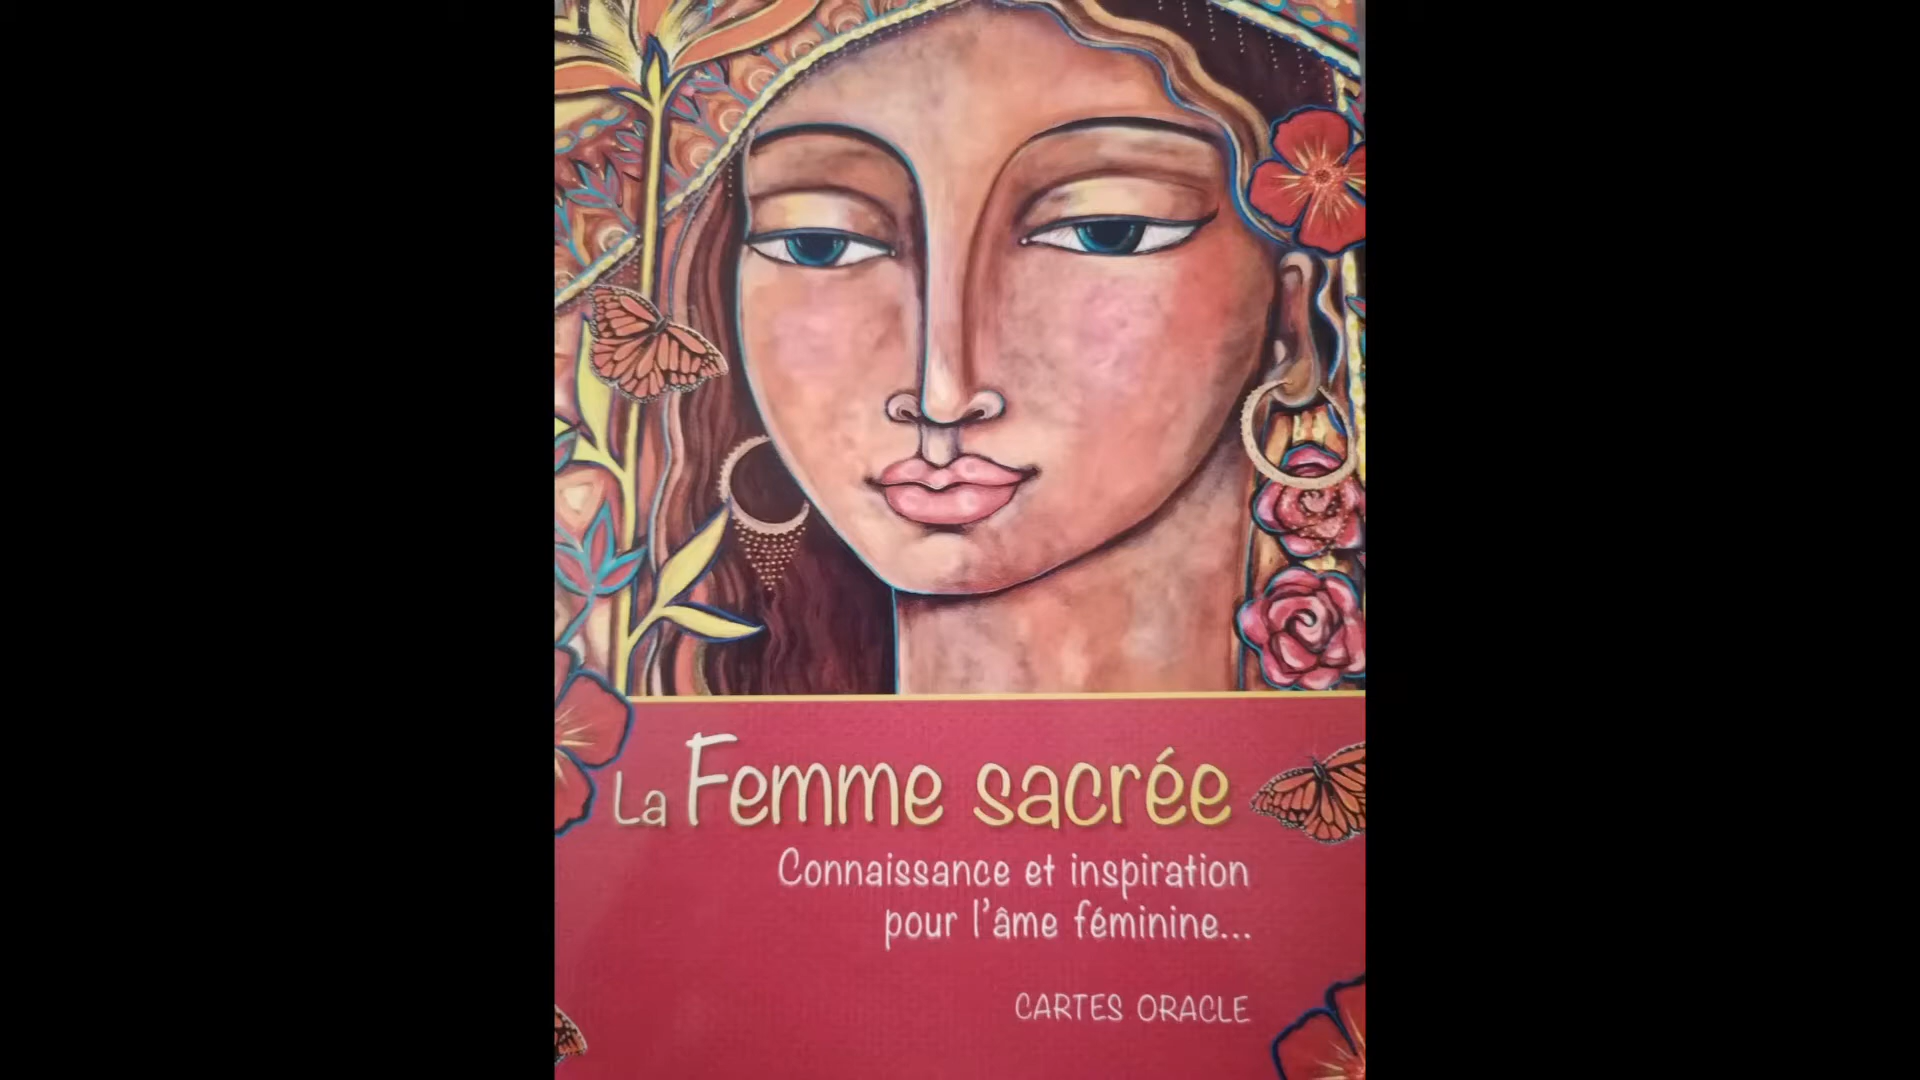 La Femme sacrée
Connaissance et inspiration
pour l'âme féminine...
CARTES ORACLE